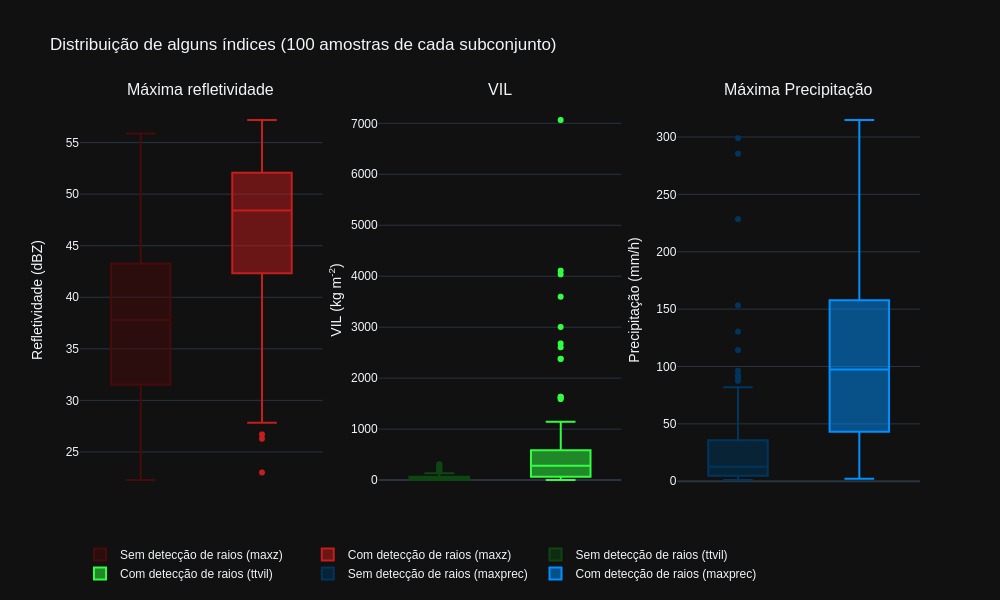 Distribuição de alguns índices (100 amostras de cada subconjunto)
Máxima refletividade
VIL
Máxima Precipitação
Refletividade (dBZ)
55
50
45
40
35
30
25
VIL (kg m⁻²)
7000
6000
5000
4000
3000
2000
1000
0
Precipitação (mm/h)
300
250
200
150
100
50
0
Sem detecção de raios (maxz)
Com detecção de raios (maxz)
Sem detecção de raios (ttvil)
Com detecção de raios (ttvil)
Sem detecção de raios (maxprec)
Com detecção de raios (maxprec)